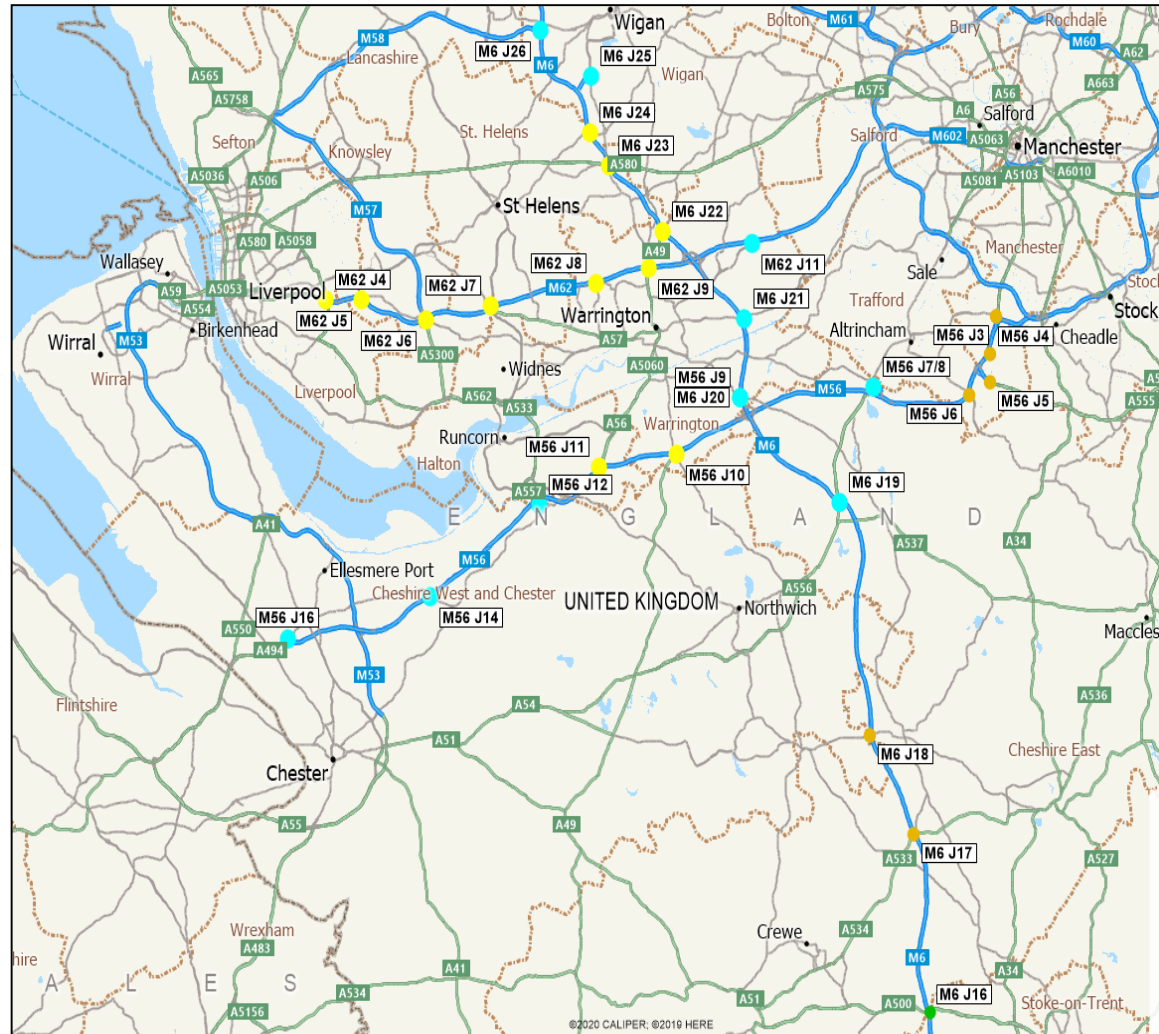 Wigan
Bolton
M61
Bury
Rochdale
M60
A62
M58
Lancashire
M6 J26
M6
M6 J25
Wigan
A565
A5758
A575
A56
A663
M6 J24
St. Helens
A6
Salford
Salford
Sefton
Knowsley
M6 J23
A580
M602
A5063
Manchester
A5036
A506
A5081
A5103
A6010
M57
St Helens
M6 J22
A580
A5058
A49
Manchester
Wallasey
M62 J8
M62 J11
Sale
Stoc
A59
A5053
Liverpool
M62 J4
M62 J7
M62
M62 J9
Trafford
A554
M62 J5
M6 J21
Stock
Birkenhead
Warrington
Altrincham
M56 J3
M56 J4
Cheadle
Wirral
M53
M62 J6
A57
A5300
M56 J7/8
Wirral
Widnes
A5060
M56 J9
M56
A5
Liverpool
A562
M6 J20
M56 J6
M56 J5
A555
A533
A56
Warrington
Runcorn
M56 J11
M6
Halton
M56 J12
M56 J10
M6 J19
A557
E N G L A N D
A41
A537
A34
M56
Ellesmere Port
Cheshire West and Chester
A556
UNITED KINGDOM
Northwich
M56 J16
M56 J14
A550
Maccles
A494
M53
Flintshire
A54
A536
A51
M6 J18
Cheshire East
Chester
A55
A49
M6 J17
A533
A527
Wrexham
Crewe
A534
A483
hire
A41
M6
A34
A L E S
A534
A51
A500
M6 J16
Stoke-on-Trent
A5156
©2020 CALIPER; ©2019 HERE